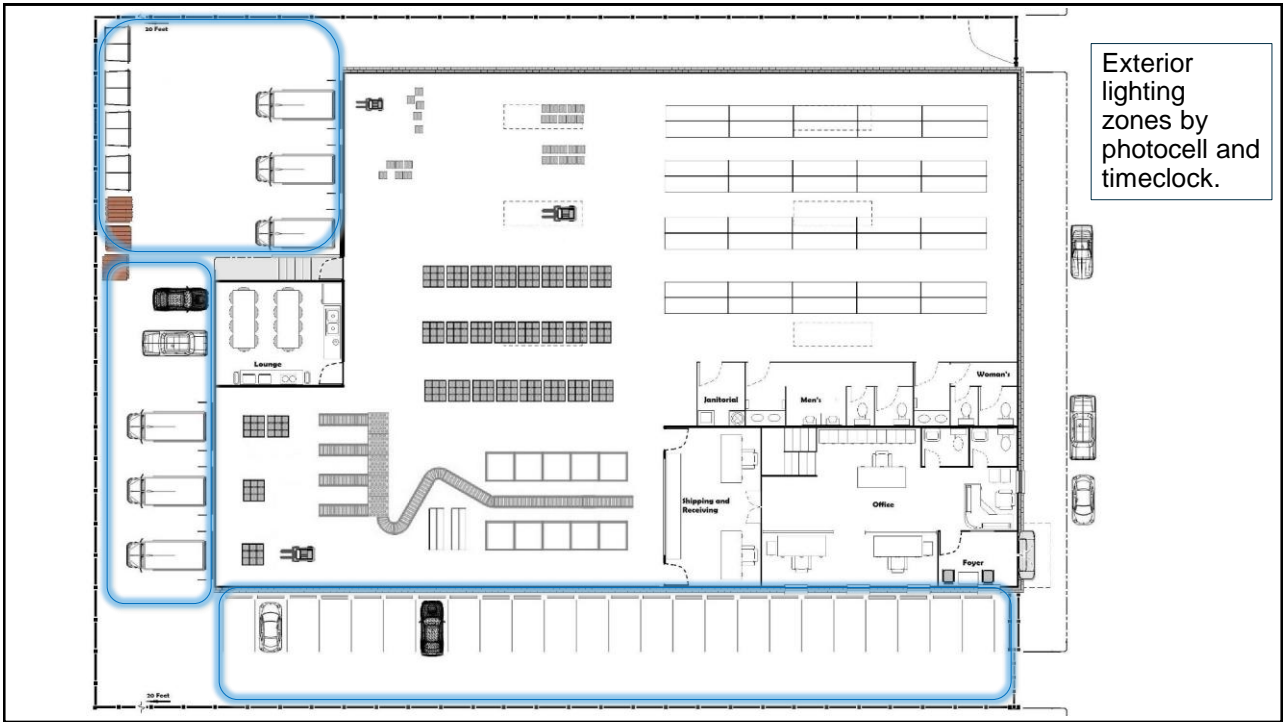 20 Feet
Exterior
lighting
zones by
photocell and
timeclock.
Lounge
Woman's
Janitorial
Men's
Shipping and
Receiving
Office
Foyer
20 Feet